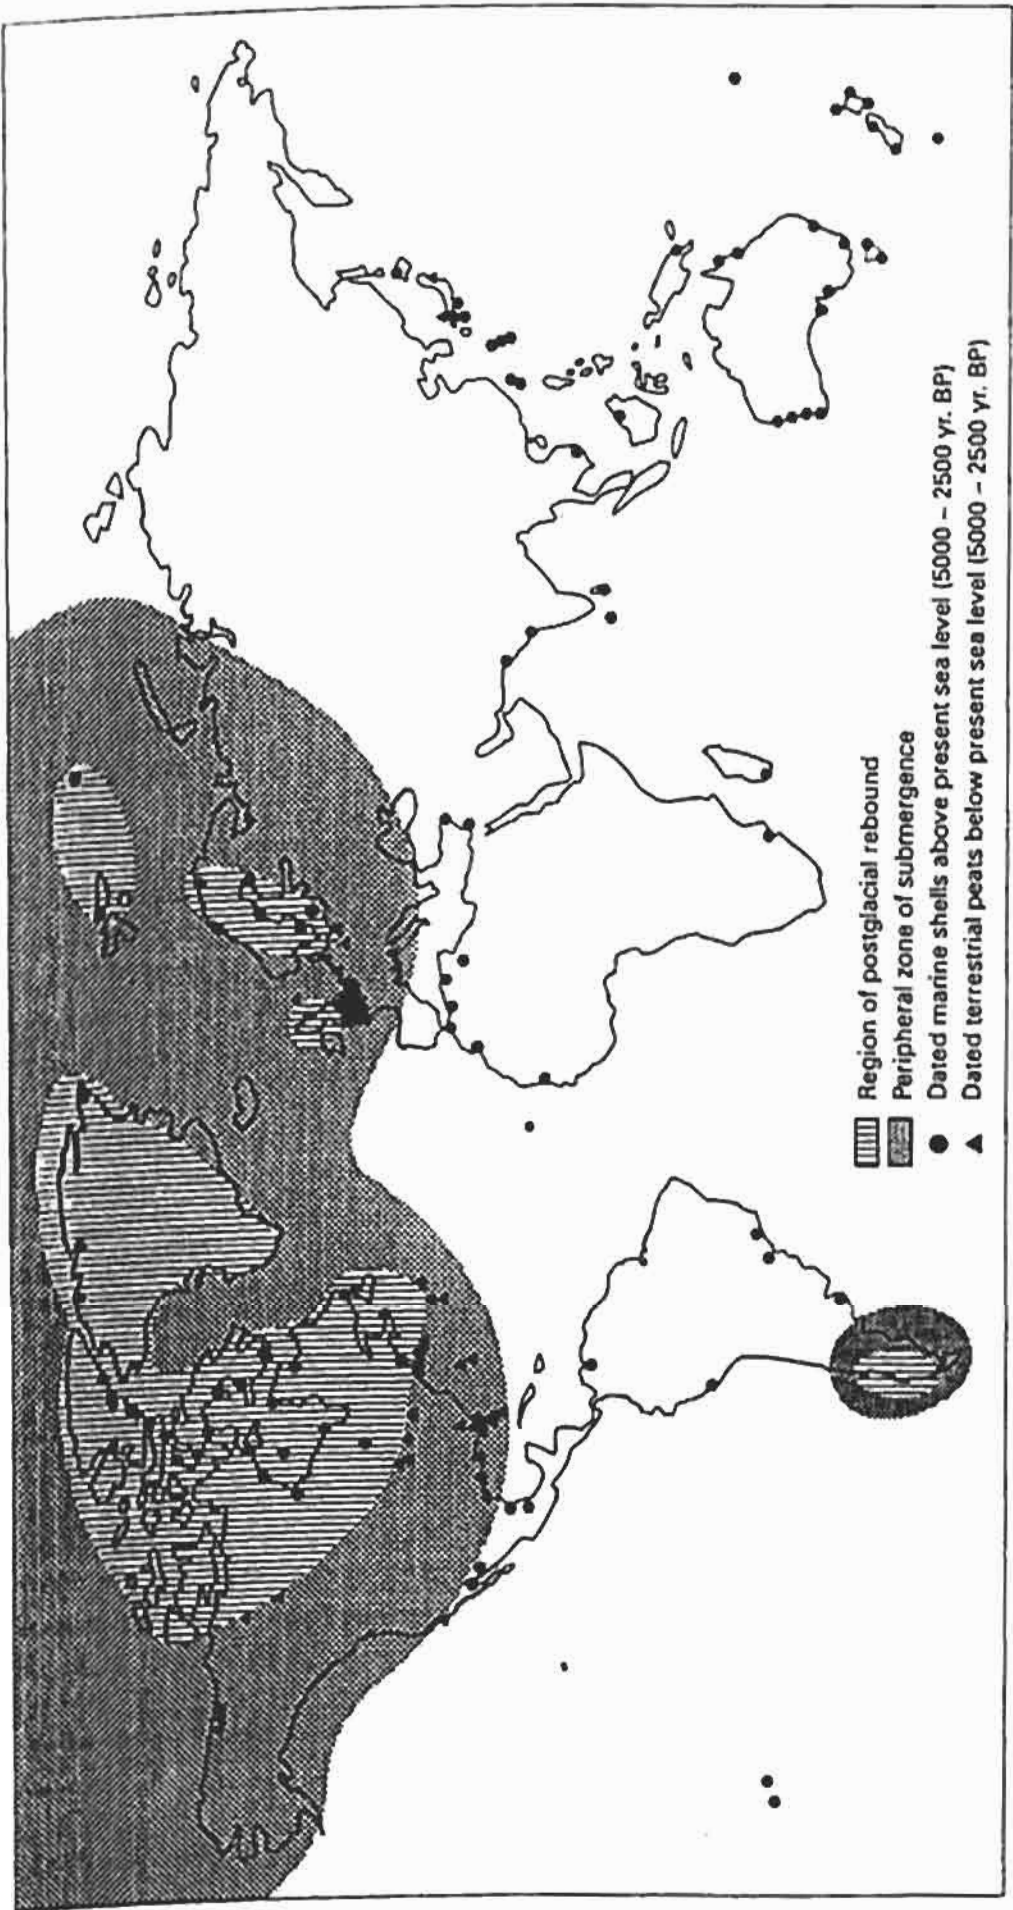 Region of postglacial rebound
Peripheral zone of submergence
Dated marine shells above present sea level (5000 – 2500 yr. BP)
Dated terrestrial peats below present sea level (5000 – 2500 yr. BP)